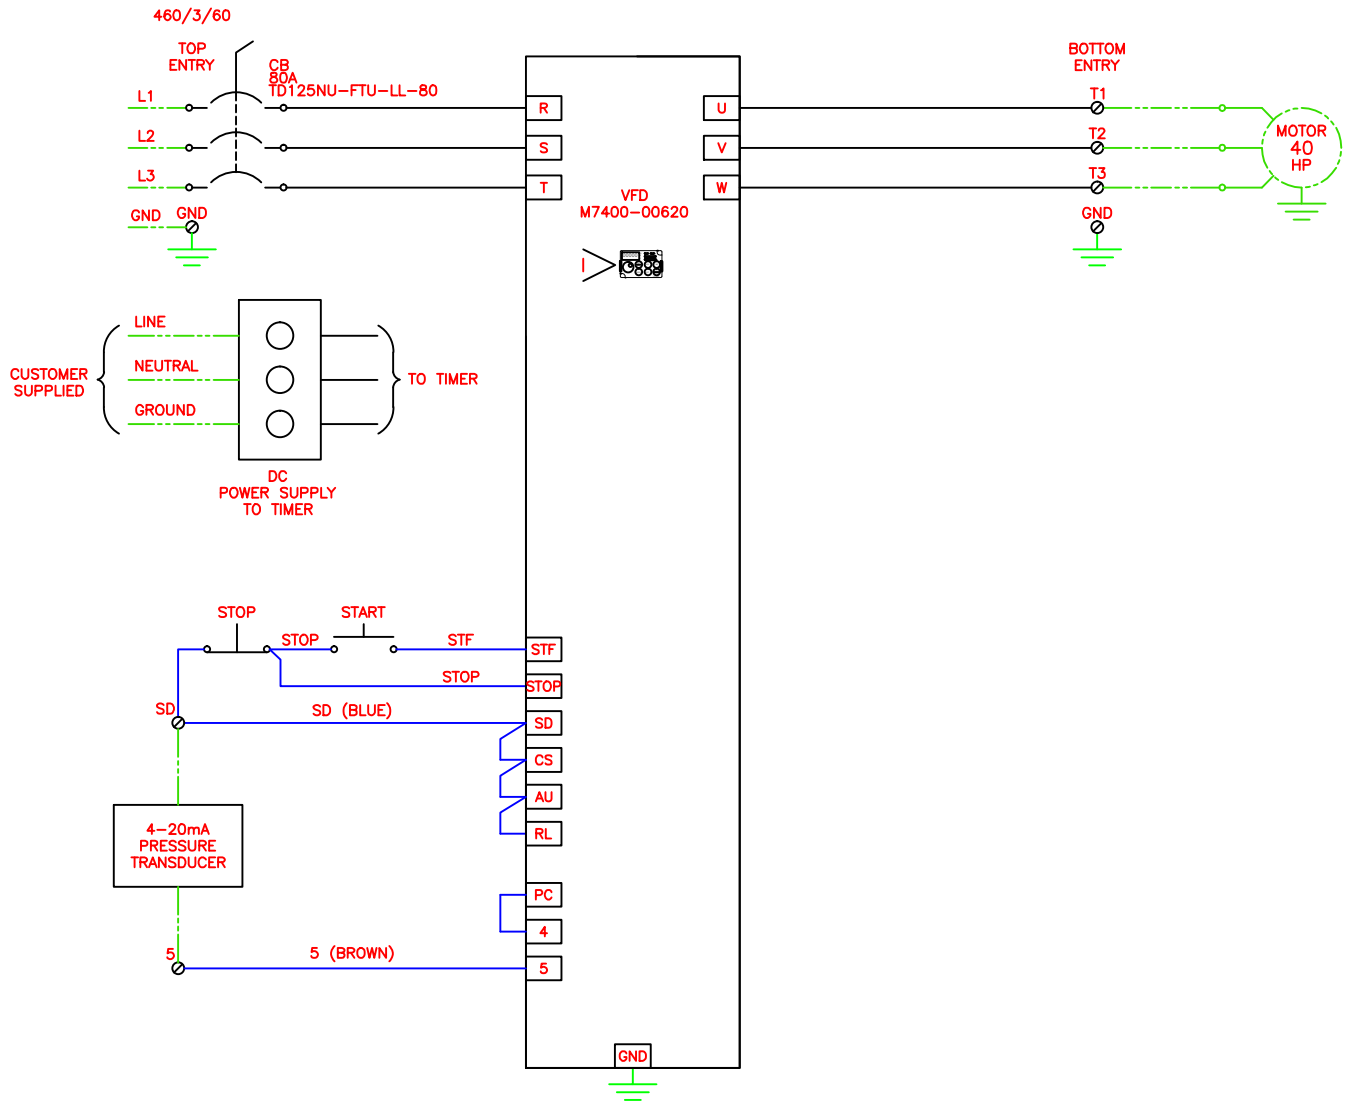 460/3/60
TOP
ENTRY
CB
80A
TD125NU-FTU-LL-80
L1
L2
L3
GND
GND
R
S
T
U
V
W
VFD
M7400-00620
I
BOTTOM
ENTRY
T1
T2
T3
GND
MOTOR
40
HP
LINE
NEUTRAL
GROUND
CUSTOMER
SUPPLIED
TO TIMER
DC
POWER SUPPLY
TO TIMER
STOP
START
STOP
STF
STF
STOP
STOP
SD
SD (BLUE)
SD
CS
AU
RL
4-20mA
PRESSURE
TRANSDUCER
PC
4
5
5 (BROWN)
5
GND